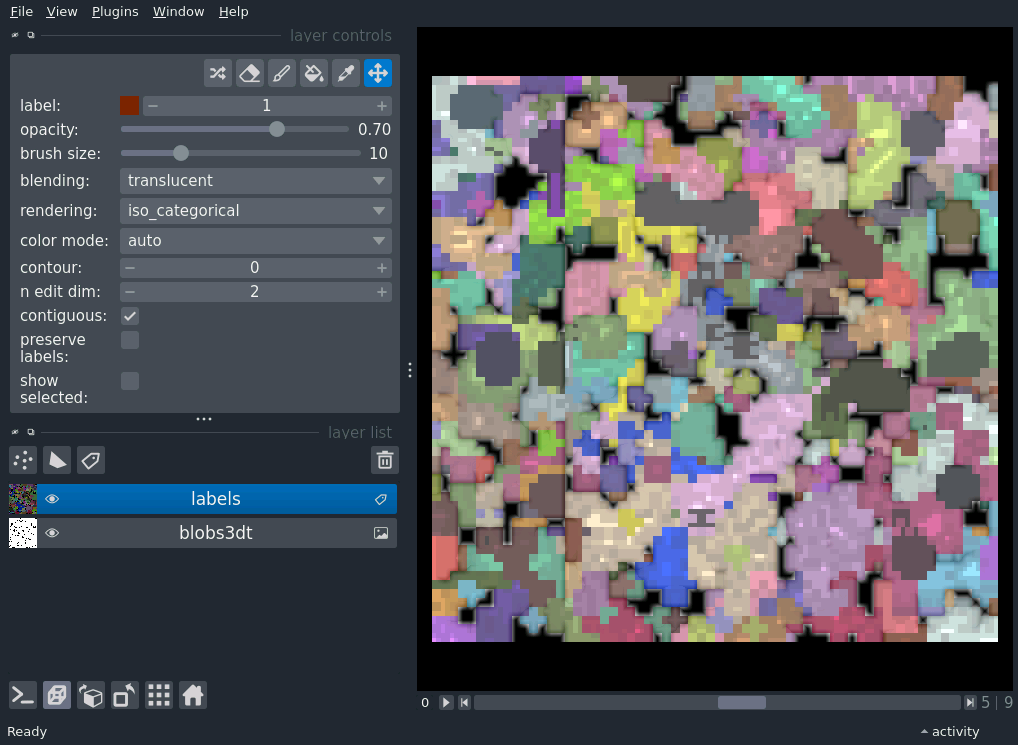 File View Plugins Window Help
layer controls
label: 1
opacity: 0.70
brush size: 10
blending: translucent
rendering: iso_categorical
color mode: auto
contour: 0
n edit dim: 2
contiguous:
preserve
labels:
show
selected:
layer list
labels
blobs3dt
0 5 | 9
Ready activity